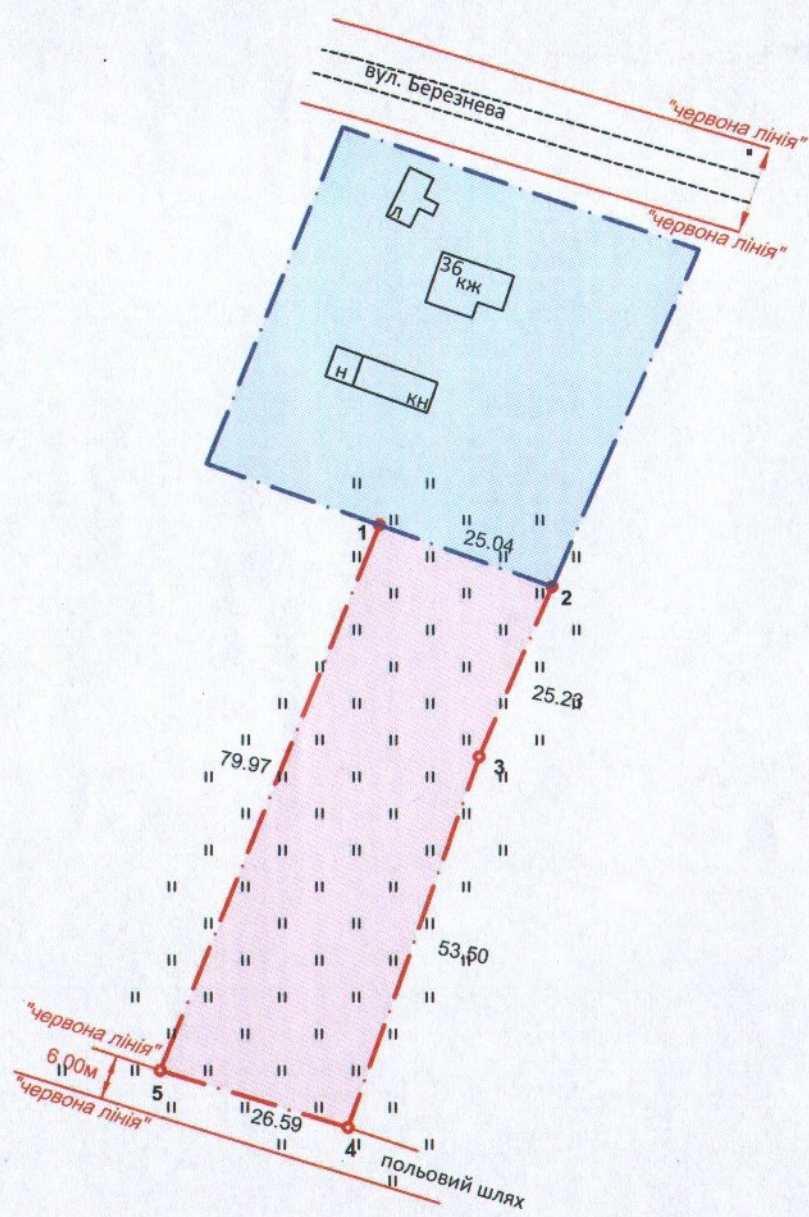 вул. Березнева
"червона лінія"
"червона лінія"
Л
36
кж
н
кн
1
25.04
2
25.23
3
79.97
53.50
"червона лінія"
6,00м
"червона лінія"
5
26.59
4
польовий шлях